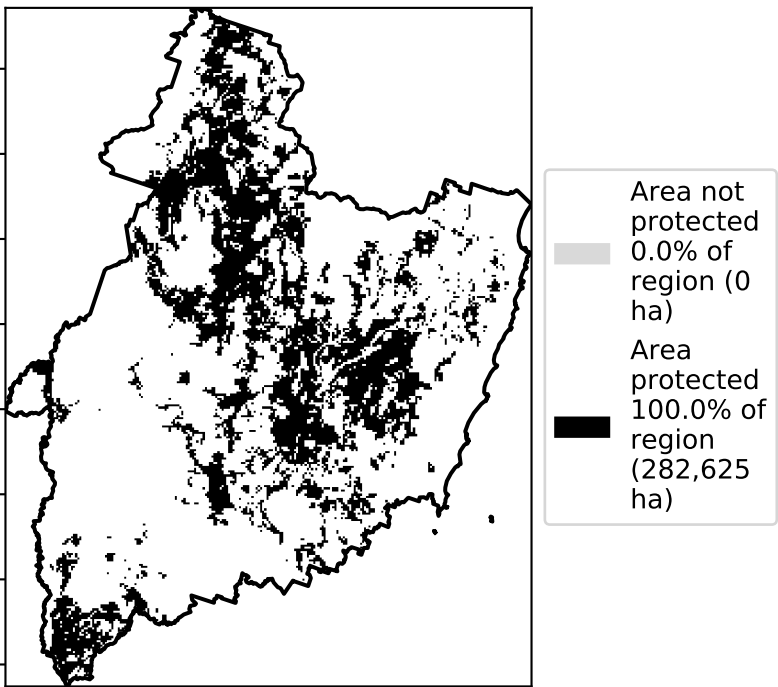 Area not
protected
0.0% of
region (0
ha)
Area
protected
100.0% of
region
(282,625
ha)